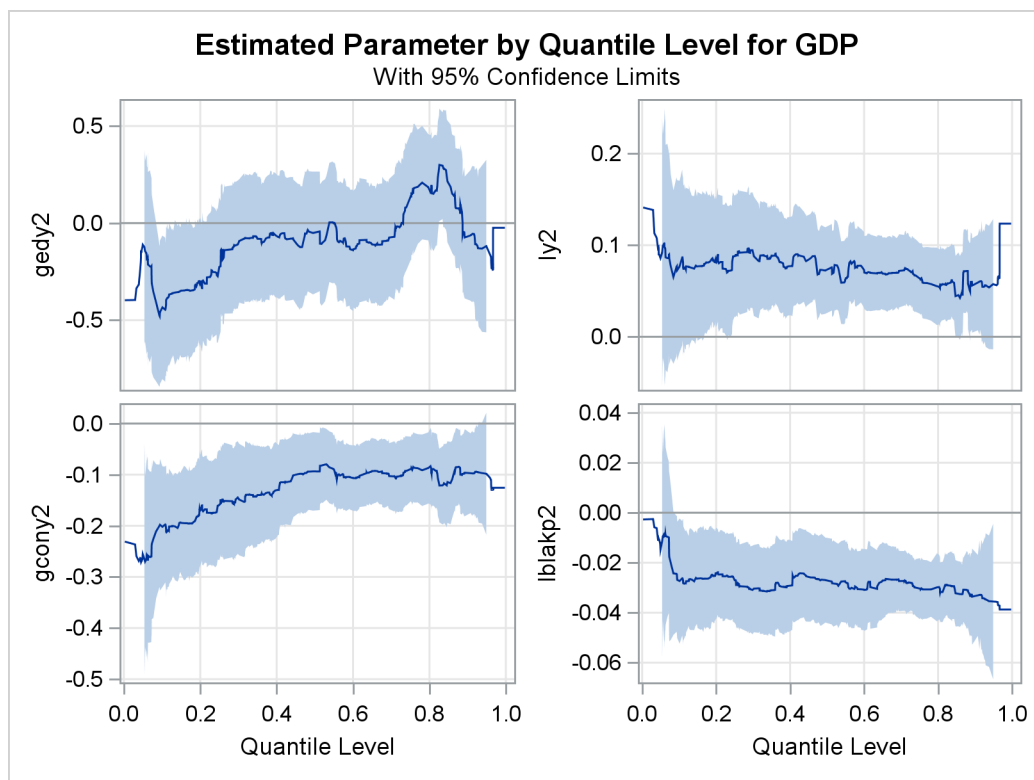 Estimated Parameter by Quantile Level for GDP
With 95% Confidence Limits
gedy2
0.5
0.0
-0.5
ly2
0.2
0.1
0.0
gcony2
0.0
-0.1
-0.2
-0.3
-0.4
-0.5
lblakp2
0.04
0.02
0.00
-0.02
-0.04
-0.06
0.0 0.2 0.4 0.6 0.8 1.0
0.0 0.2 0.4 0.6 0.8 1.0
Quantile Level
Quantile Level